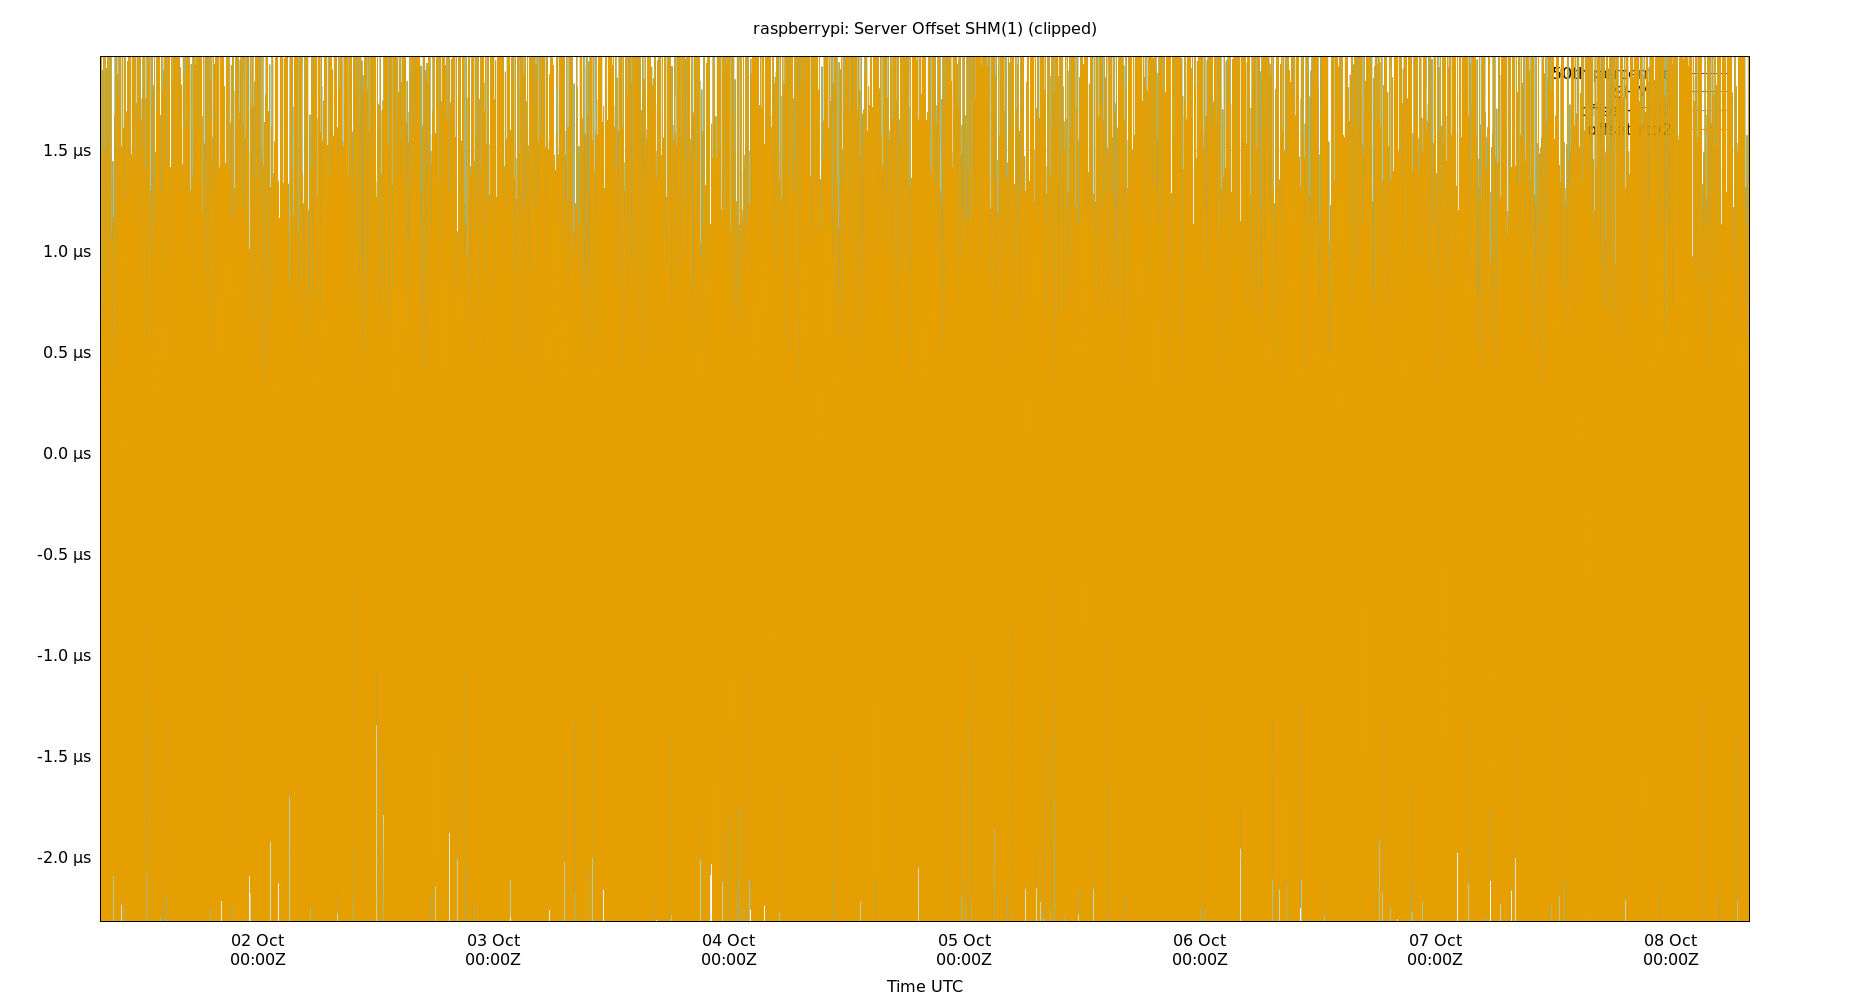 raspberrypi: Server Offset SHM(1) (clipped)
50th
1.5 µs
1.0 µs
0.5 µs
0.0 µs
-0.5 µs
-1.0 µs
-1.5 µs
-2.0 µs
02 Oct 03 Oct 04 Oct 05 Oct 06 Oct 07 Oct 08 Oct
00:00Z 00:00Z 00:00Z 00:00Z 00:00Z 00:00Z 00:00Z
Time UTC